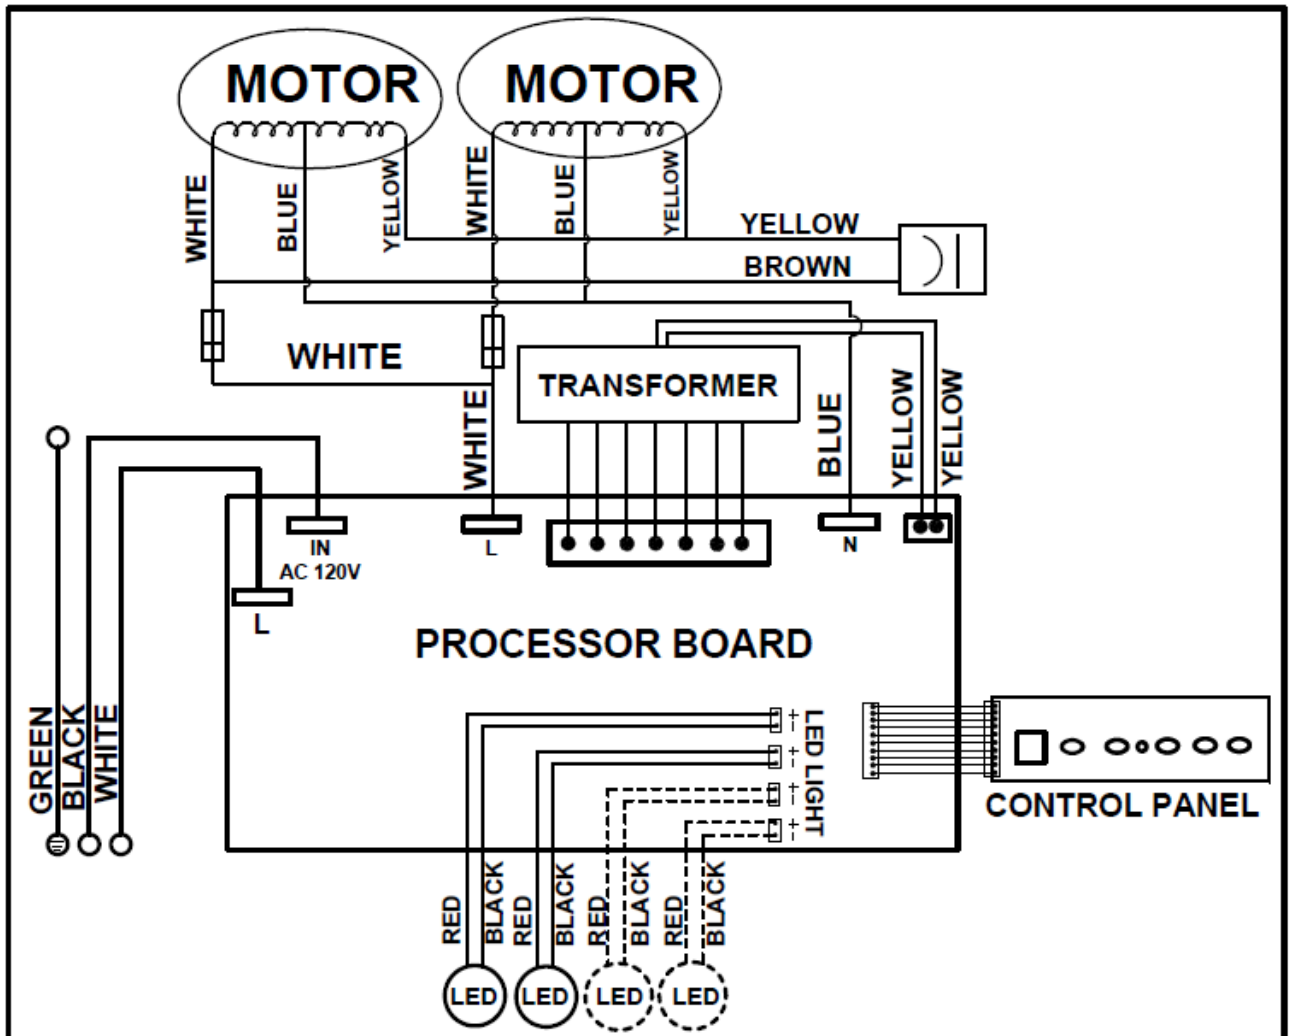 MOTOR
MOTOR
WHITE
BLUE
YELLOW
WHITE
BLUE
YELLOW
YELLOW
BROWN
WHITE
WHITE
TRANSFORMER
BLUE
YELLOW
YELLOW
IN
AC 120V
L
L
N
PROCESSOR BOARD
GREEN
BLACK
WHITE
+
-
+
-
+
-
+
-
LED LIGHT
CONTROL PANEL
RED
BLACK
RED
BLACK
RED
BLACK
RED
BLACK
LED
LED
LED
LED